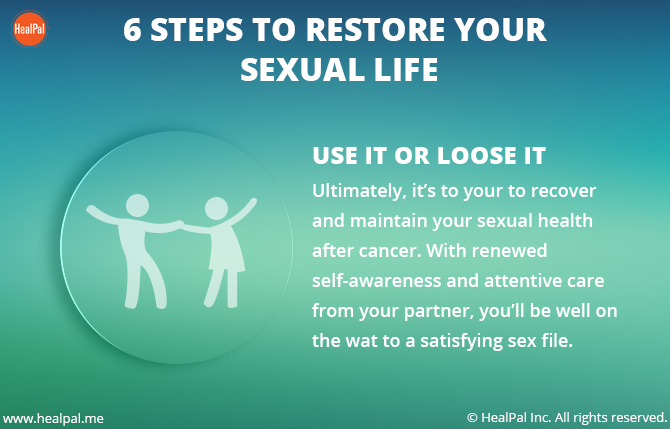 HealPal
6 STEPS TO RESTORE YOUR
SEXUAL LIFE
USE IT OR LOOSE IT
Ultimately, it's to your to recover
and maintain your sexual health
after cancer. With renewed
self-awareness and attentive care
from your partner, you'll be well on
the wat to a satisfying sex file.
www.healpal.me
© HealPal Inc. All rights reserved.